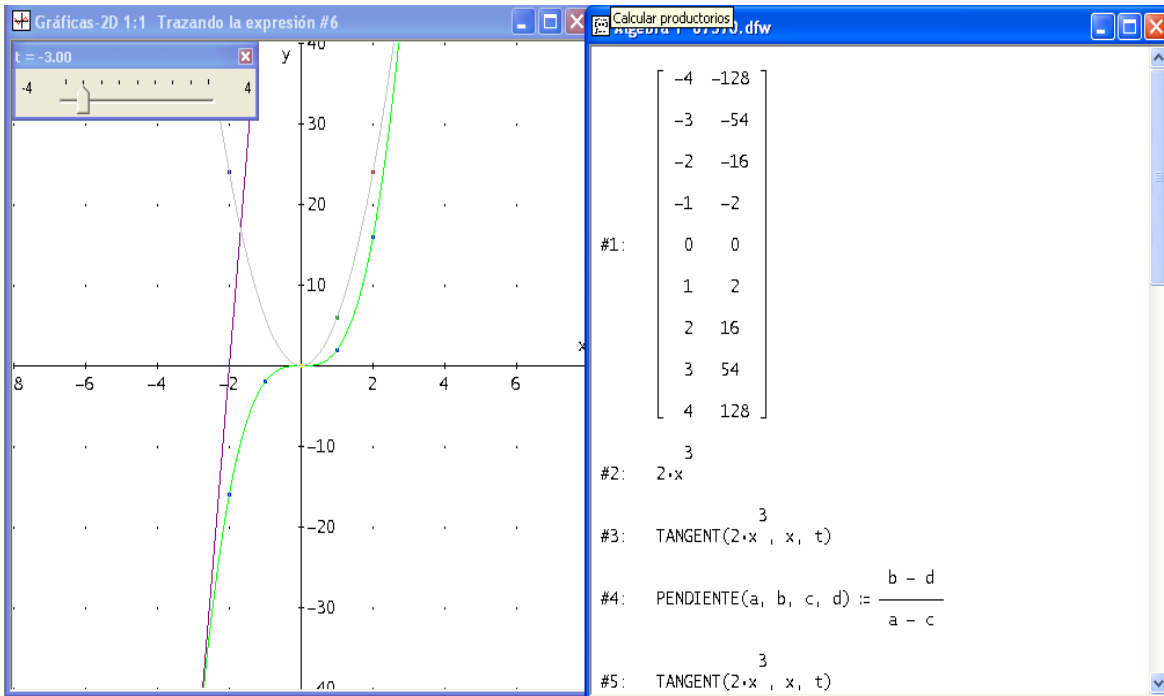 Gráficas-2D 1:1 Trazando la expresión #6
t = -3.00
-4 4
y
40
30
20
10
x
8 -6 -4 -2 2 4 6
-10
-20
-30
40
Calcular productorios
.dfw
#1: [ -4 -128
-3 -54
-2 -16
-1 -2
0 0
1 2
2 16
3 54
4 128 ]
#2: 2·x³
#3: TANGENT(2·x³, x, t)
#4: PENDIENTE(a, b, c, d) := (b - d)/(a - c)
#5: TANGENT(2·x³, x, t)